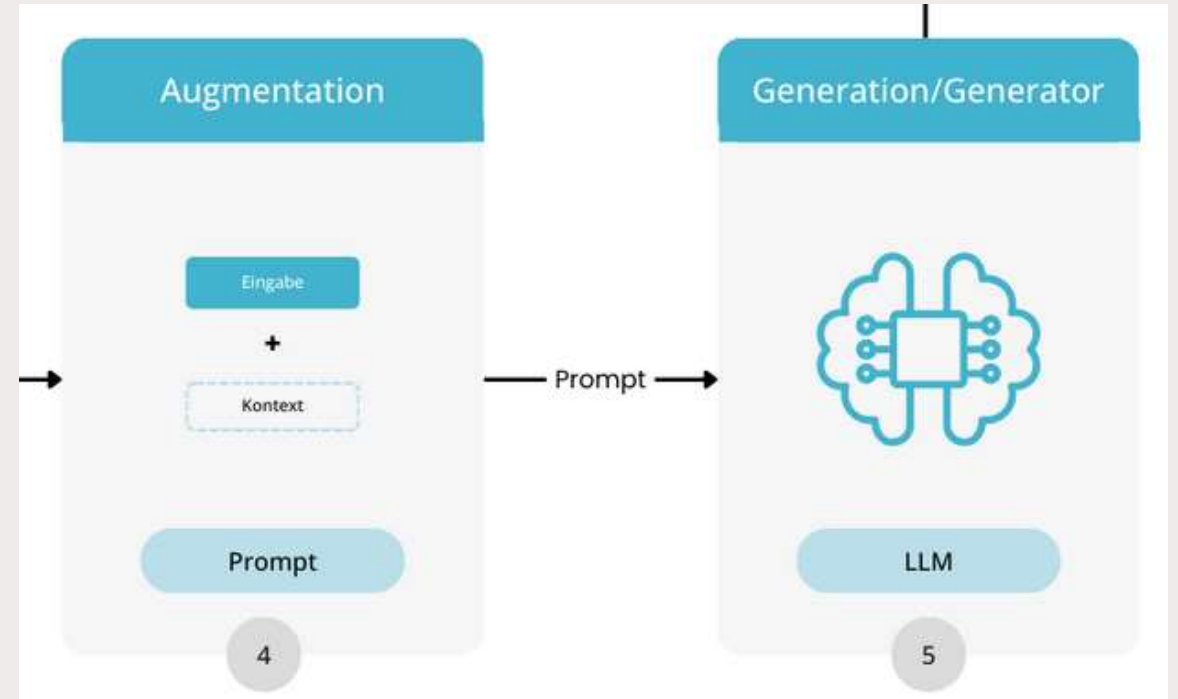 Augmentation
Eingabe
+
Kontext
Prompt
4
Prompt
Generation/Generator
LLM
5